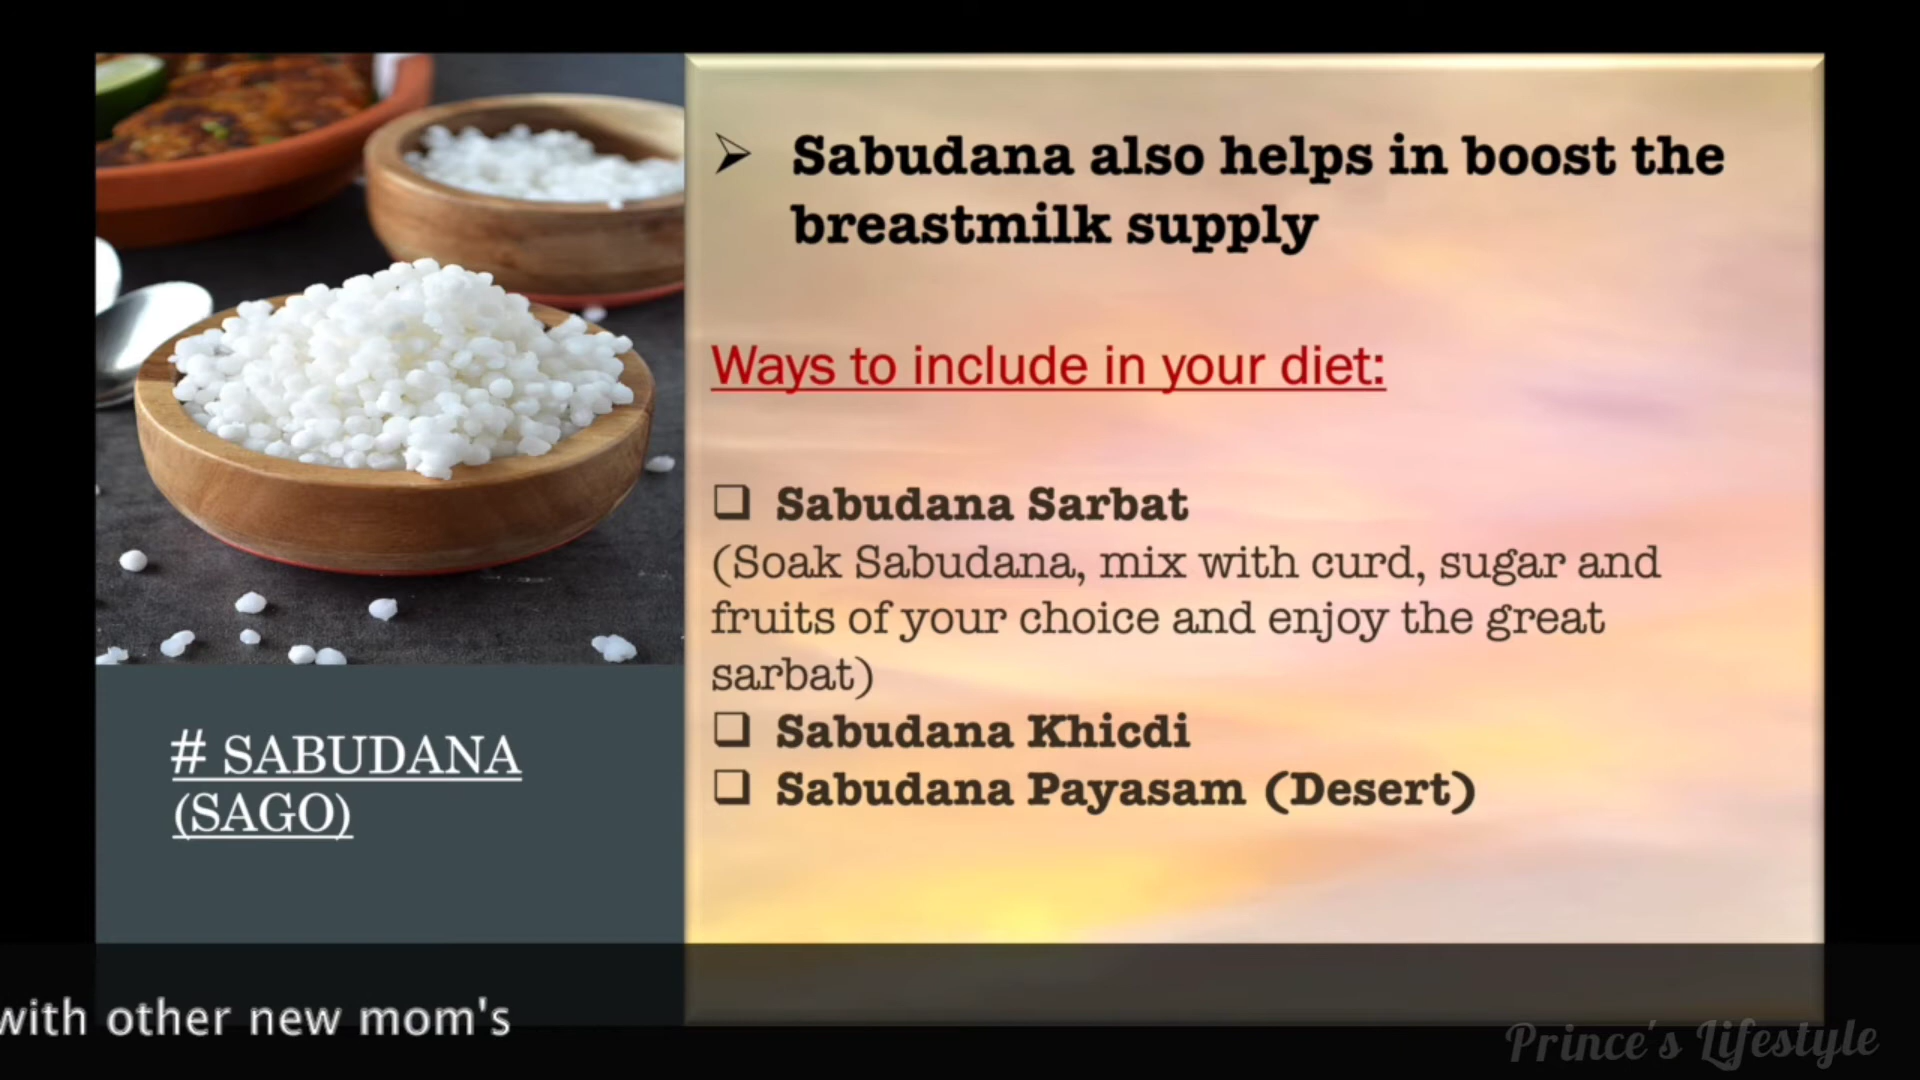 ➢ Sabudana also helps in boost the
breastmilk supply
Ways to include in your diet:
❑ Sabudana Sarbat
(Soak Sabudana, mix with curd, sugar and
fruits of your choice and enjoy the great
sarbat)
❑ Sabudana Khicdi
❑ Sabudana Payasam (Desert)
# SABUDANA
(SAGO)
with other new mom's
Prince's Lifestyle